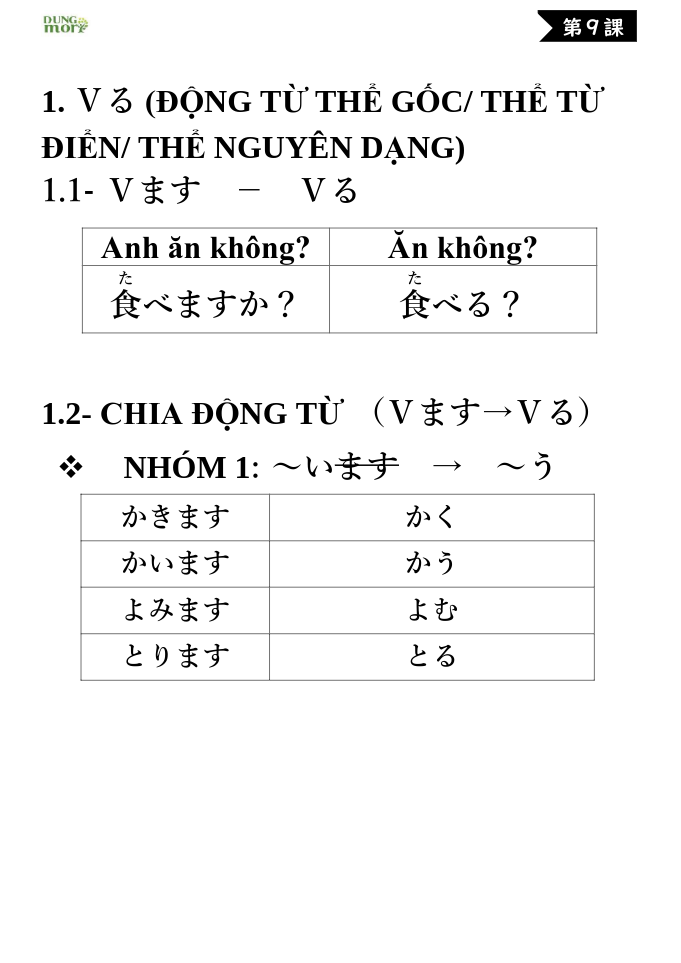 DUNG
mori
第9課
1. Ｖる (ĐỘNG TỪ THỂ GỐC/ THỂ TỪ
ĐIỂN/ THỂ NGUYÊN DẠNG)
1.1- Ｖます　－　Ｖる
Anh ăn không? Ăn không?
た た
食べますか？ 食べる？
1.2- CHIA ĐỘNG TỪ （Ｖます→Ｖる）
❖ NHÓM 1: ～います　→　～う
かきます かく
かいます かう
よみます よむ
とります とる